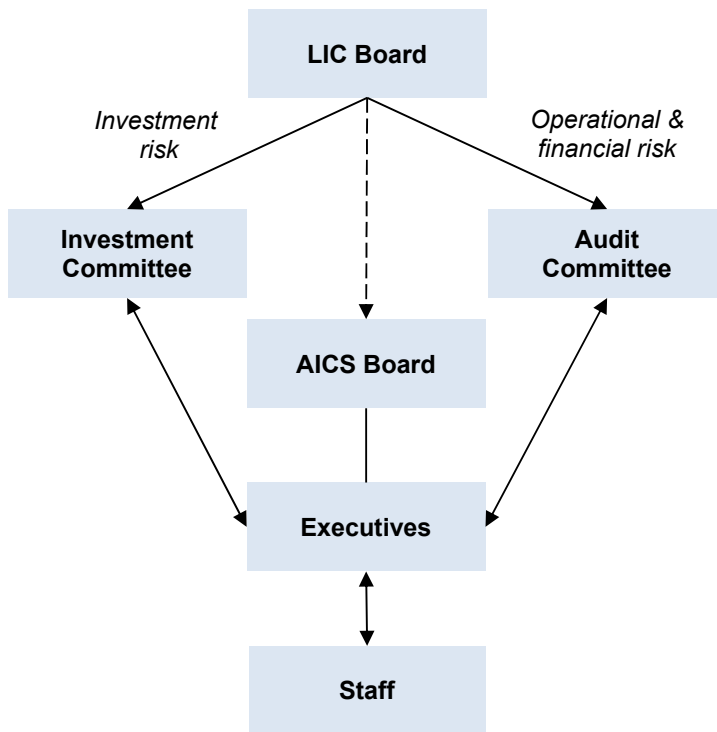 LIC Board
Investment
risk
Operational &
financial risk
Investment
Committee
Audit
Committee
AICS Board
Executives
Staff